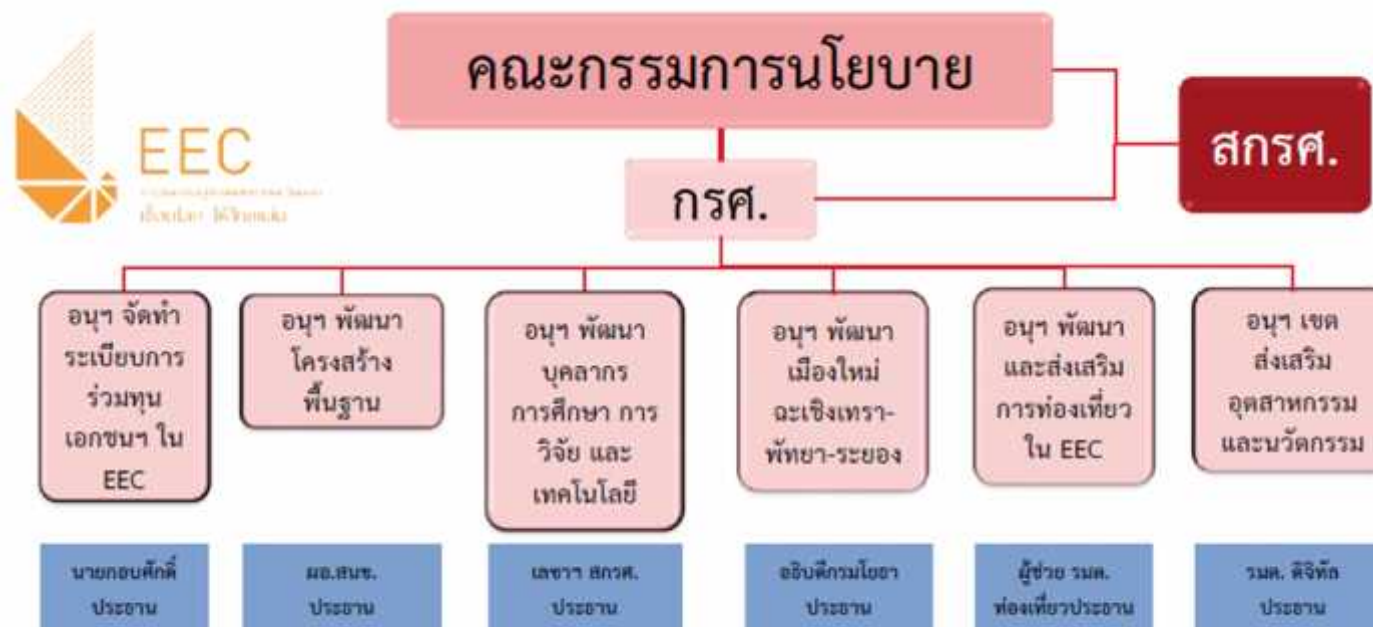 EEC
คณะกรรมการนโยบาย
สกรศ.
กรศ.
อนุฯ จัดทำ
ระเบียบการ
ร่วมทุน
เอกชนฯ ใน
EEC
อนุฯ พัฒนา
โครงสร้าง
พื้นฐาน
อนุฯ พัฒนา
บุคลากร
การศึกษา การ
วิจัย และ
เทคโนโลยี
อนุฯ พัฒนา
เมืองใหม่
ฉะเชิงเทรา-
พัทยา-ระยอง
อนุฯ พัฒนา
และส่งเสริม
การท่องเที่ยว
ใน EEC
อนุฯ เขต
ส่งเสริม
อุตสาหกรรม
และนวัตกรรม
นายกอบศักดิ์
ประธาน
ผอ.สนข.
ประธาน
เลขาฯ สกรศ.
ประธาน
อธิบดีกรมโยธา
ประธาน
ผู้ช่วย รมต.
ท่องเที่ยวประธาน
รมต. ดิจิทัล
ประธาน